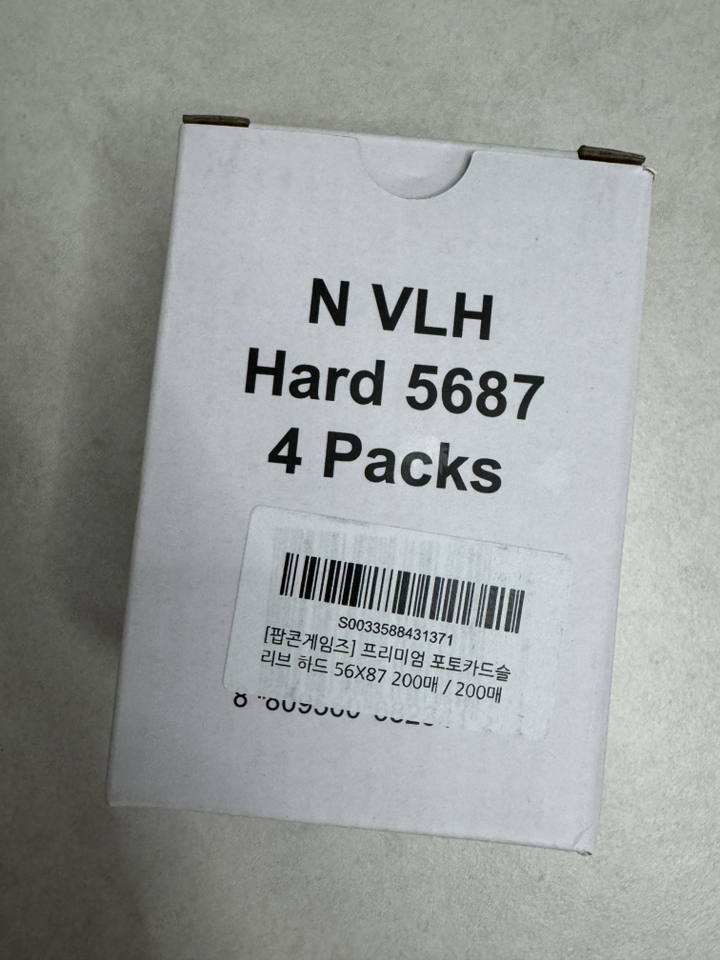 N VLH
Hard 5687
4 Packs
S0033588431371
[팝콘게임즈] 프리미엄 포토카드슬
리브 하드 56X87 200매 / 200매